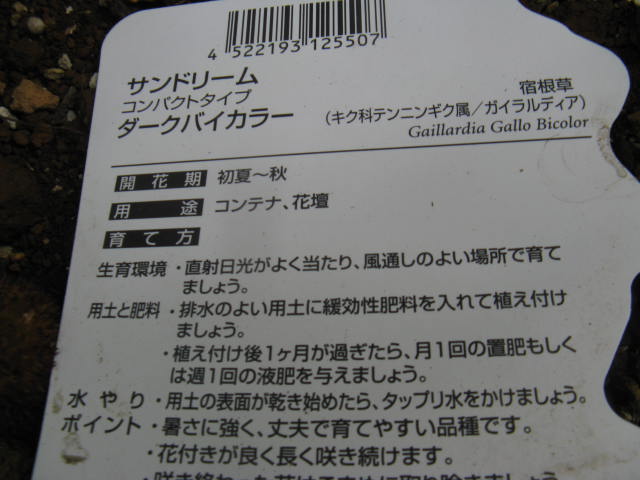 4 522193 125507
サンドリーム
コンパクトタイプ
ダークバイカラー
宿根草
(キク科テンニンギク属/ガイラルディア)
Gaillardia Gallo Bicolor
開花期 初夏～秋
用途 コンテナ、花壇
育て方
生育環境・直射日光がよく当たり、風通しのよい場所で育て
ましょう。
用土と肥料・排水のよい用土に緩効性肥料を入れて植え付け
ましょう。
・植え付け後1ヶ月が過ぎたら、月1回の置肥もしく
は週1回の液肥を与えましょう。
水やり・用土の表面が乾き始めたら、タップリ水をかけましょう。
ポイント・暑さに強く、丈夫で育てやすい品種です。
・花付きが良く長く咲き続けます。